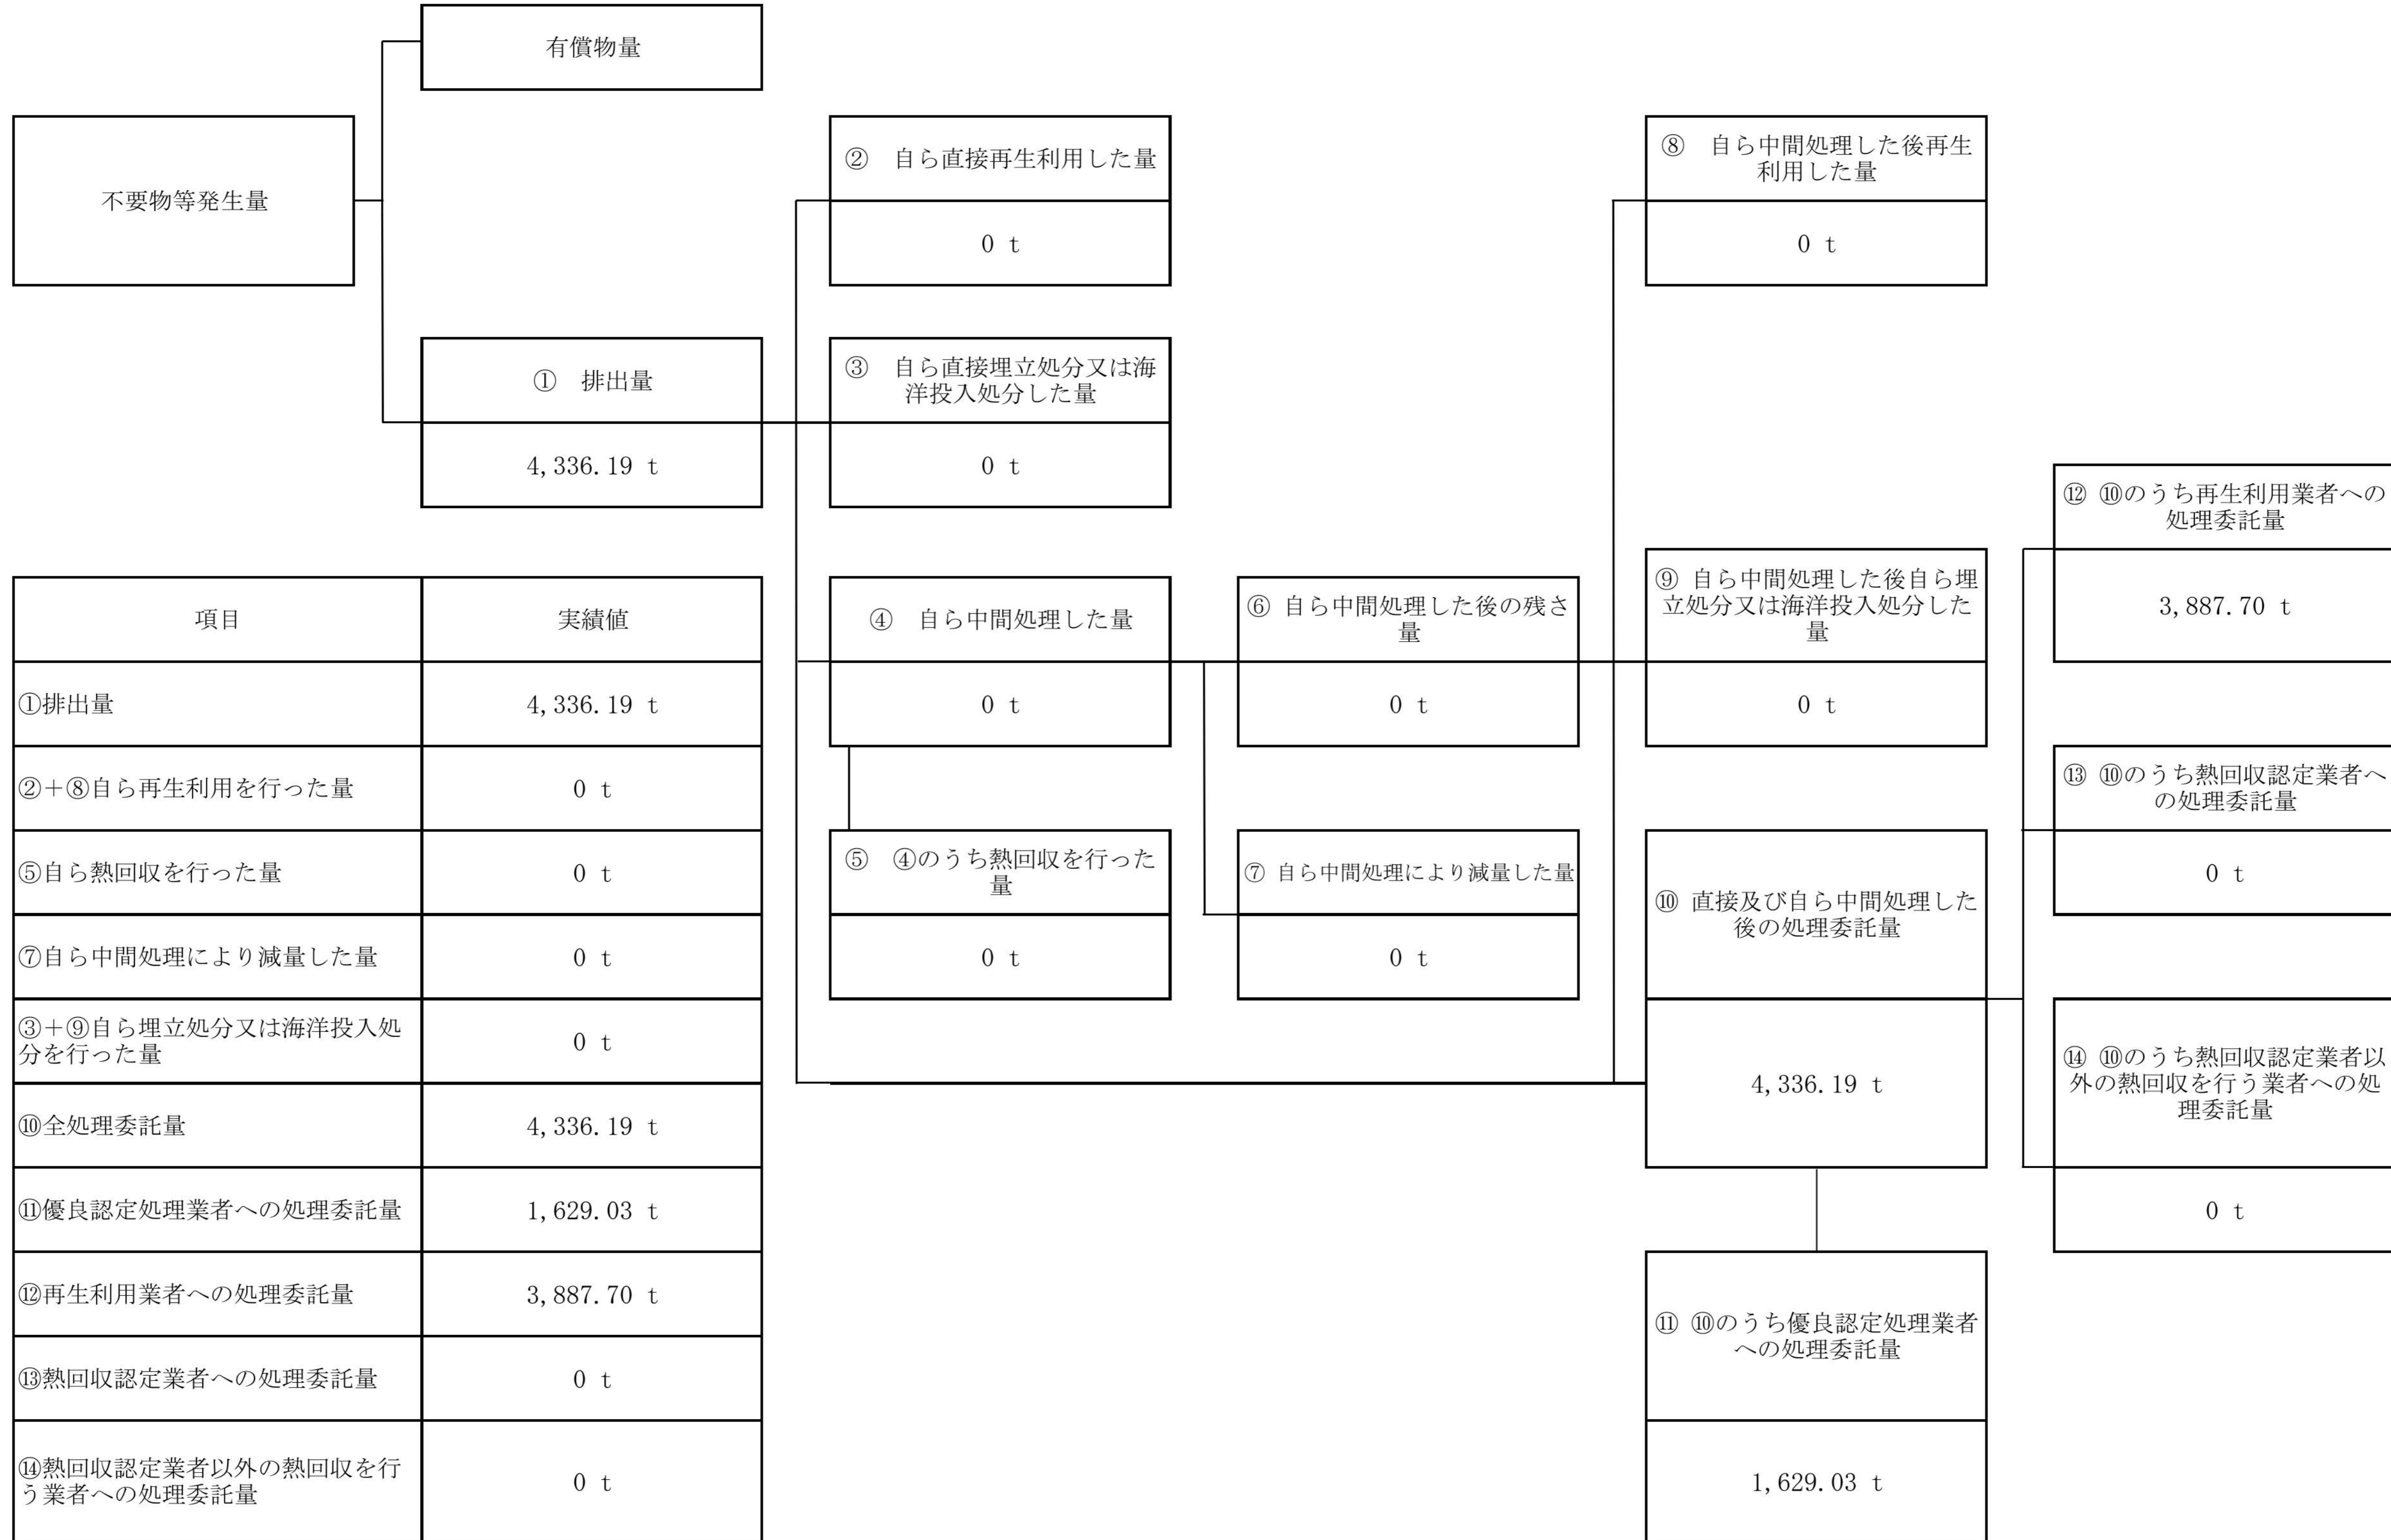 有償物量
不要物等発生量
② 自ら直接再生利用した量
0 t
⑧ 自ら中間処理した後再生
利用した量
0 t
① 排出量
4,336.19 t
③ 自ら直接埋立処分又は海
洋投入処分した量
0 t
⑫ ⑩のうち再生利用業者への
処理委託量
3,887.70 t
④ 自ら中間処理した量
0 t
⑥ 自ら中間処理した後の残さ
量
0 t
⑨ 自ら中間処理した後自ら埋
立処分又は海洋投入処分した
量
0 t
⑬ ⑩のうち熱回収認定業者へ
の処理委託量
0 t
⑤ ④のうち熱回収を行った
量
0 t
⑦ 自ら中間処理により減量した量
0 t
⑩ 直接及び自ら中間処理した
後の処理委託量
4,336.19 t
⑭ ⑩のうち熱回収認定業者以
外の熱回収を行う業者への処
理委託量
0 t
⑪ ⑩のうち優良認定処理業者
への処理委託量
1,629.03 t
項目 実績値
①排出量 4,336.19 t
②＋⑧自ら再生利用を行った量 0 t
⑤自ら熱回収を行った量 0 t
⑦自ら中間処理により減量した量 0 t
③＋⑨自ら埋立処分又は海洋投入処
分を行った量 0 t
⑩全処理委託量 4,336.19 t
⑪優良認定処理業者への処理委託量 1,629.03 t
⑫再生利用業者への処理委託量 3,887.70 t
⑬熱回収認定業者への処理委託量 0 t
⑭熱回収認定業者以外の熱回収を行
う業者への処理委託量 0 t